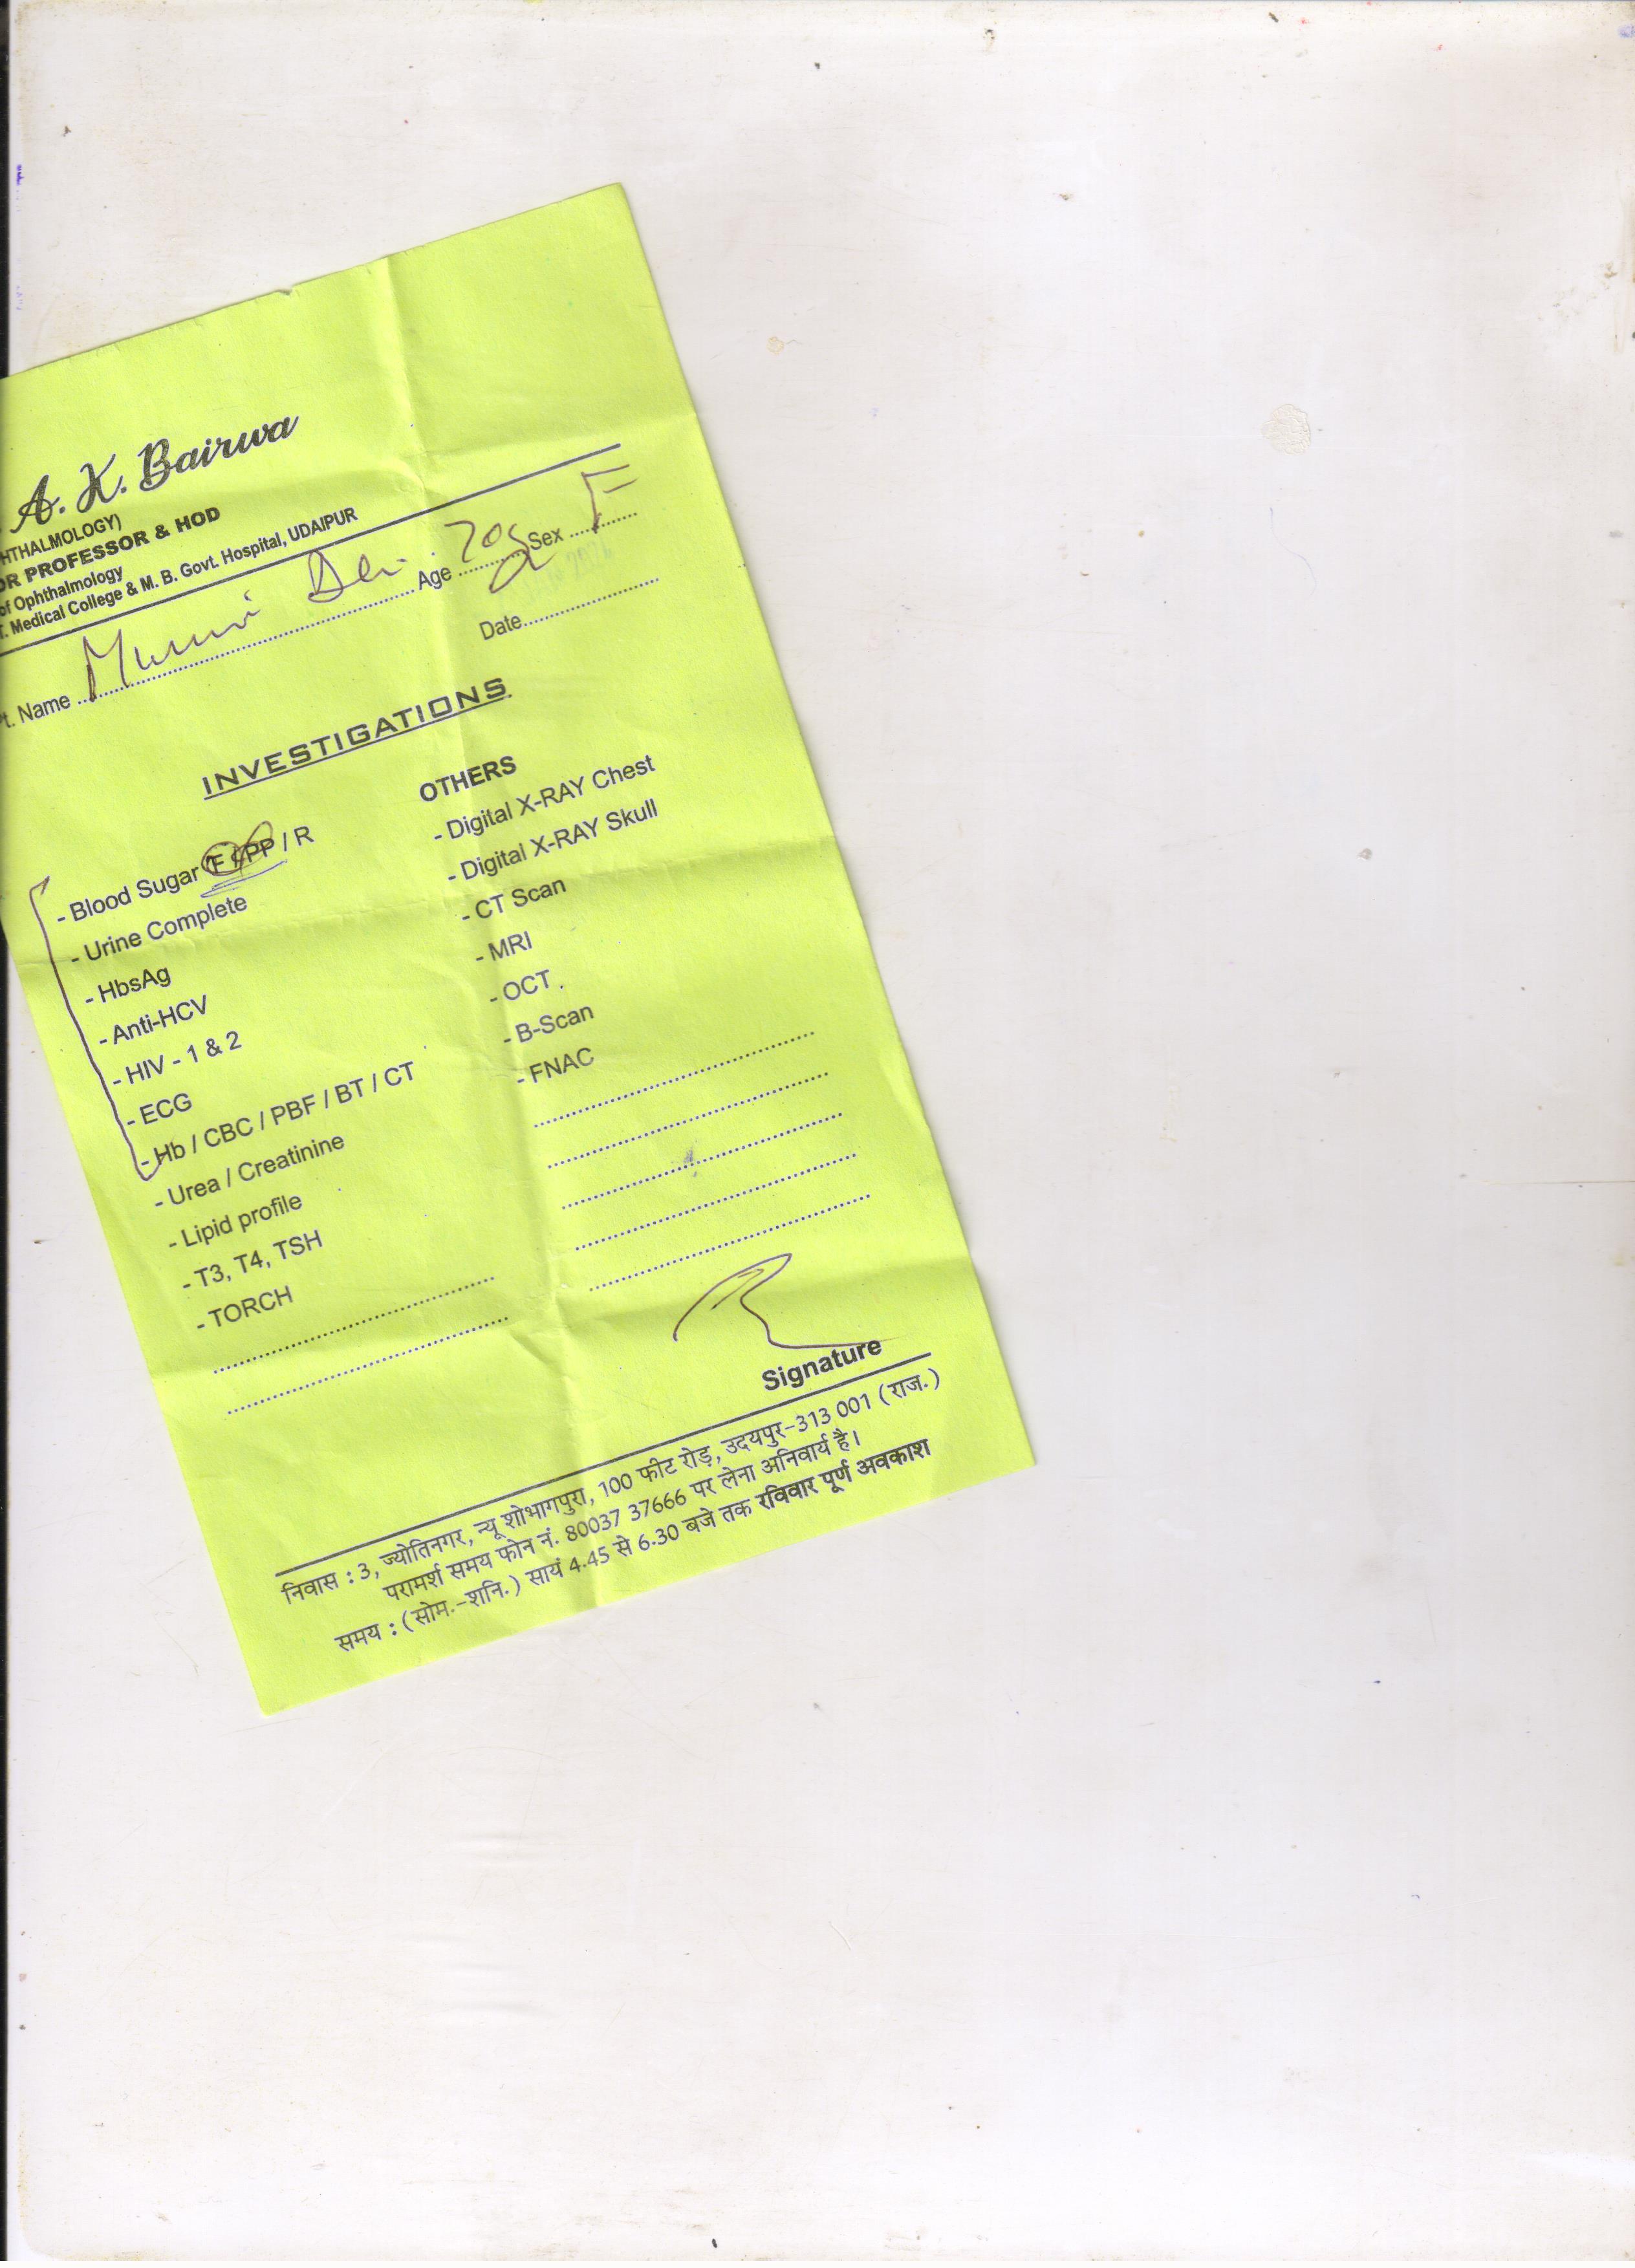 A. K. Bairwa
HTHALMOLOGY)
OR PROFESSOR & HOD
of Ophthalmology
T. Medical College & M. B. Govt. Hospital, UDAIPUR
Pt. Name Munni Devi Age 70y Sex F
Date
INVESTIGATIONS
- Blood Sugar F / PP / R
- Urine Complete
- HbsAg
- Anti-HCV
- HIV - 1 & 2
- ECG
- Hb / CBC / PBF / BT / CT
- Urea / Creatinine
- Lipid profile
- T3, T4, TSH
- TORCH
OTHERS
- Digital X-RAY Chest
- Digital X-RAY Skull
- CT Scan
- MRI
- OCT
- B-Scan
- FNAC
Signature
निवास : 3, ज्योतिनगर, न्यू शोभागपुरा, 100 फीट रोड़, उदयपुर-313 001 (राज.)
परामर्श समय फोन नं. 80037 37666 पर लेना अनिवार्य है।
समय : (सोम.-शनि.) सायं 4.45 से 6.30 बजे तक रविवार पूर्ण अवकाश